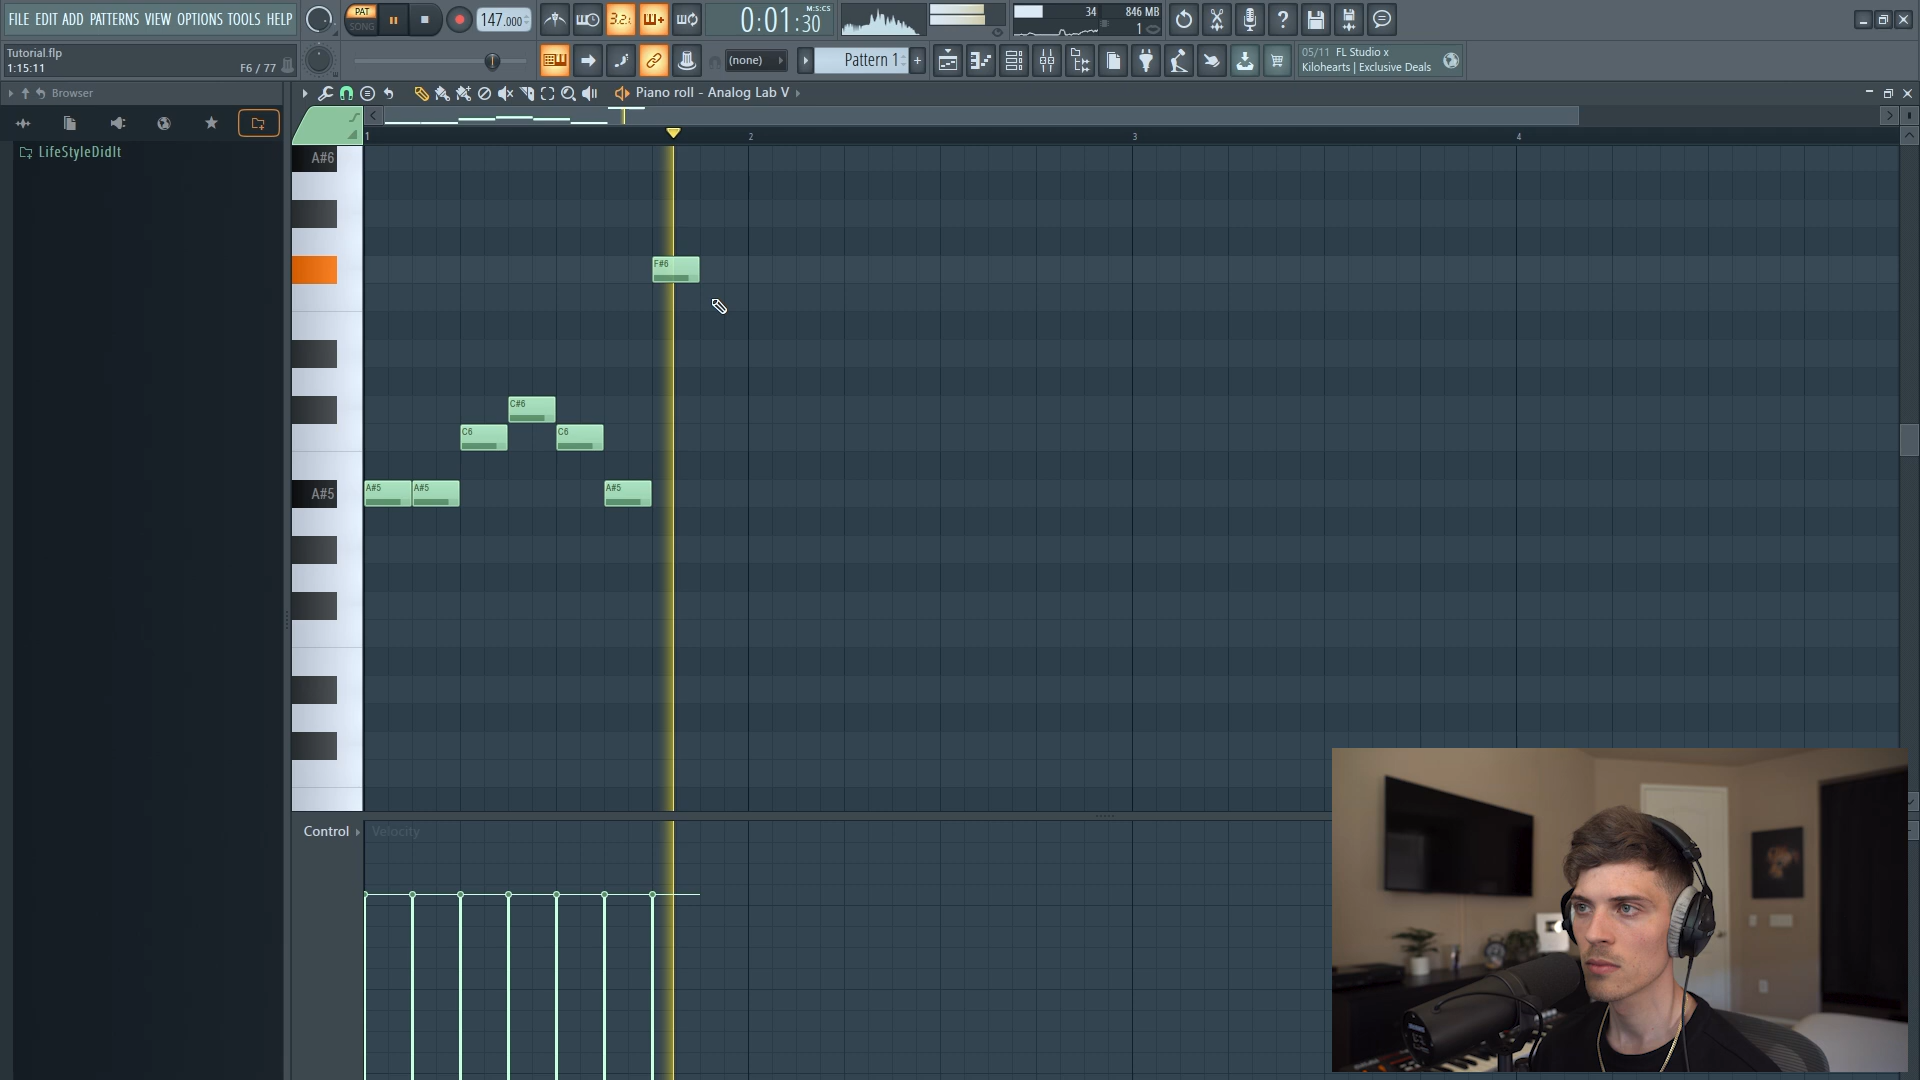 FILE EDIT ADD PATTERNS VIEW OPTIONS TOOLS HELP
PAT
SONG
147.000
3.2.
0:01:30
M:S:CS
34
846 MB
1
Tutorial.flp
1:15:11
F6 / 77
(none)
Pattern 1
05/11 FL Studio x
Kilohearts | Exclusive Deals
Browser
Piano roll - Analog Lab V
LifeStyleDidIt
1
2
3
4
A#6
F#6
C#6
C6
C6
A#5
A#5
A#5
A#5
Control
Velocity